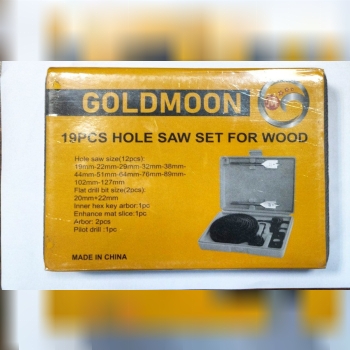 GOLDMOON
19PCS HOLE SAW SET FOR WOOD
Hole saw size(12pcs):
19mm-22mm-29mm-32mm-38mm-
44mm-51mm-64mm-76mm-89mm-
102mm-127mm
Flat drill bit size(2pcs):
20mm+22mm
Inner hex key arbor:1pc
Enhance mat slice:1pc
Arbor: 2pcs
Pilot drill :1pc
MADE IN CHINA